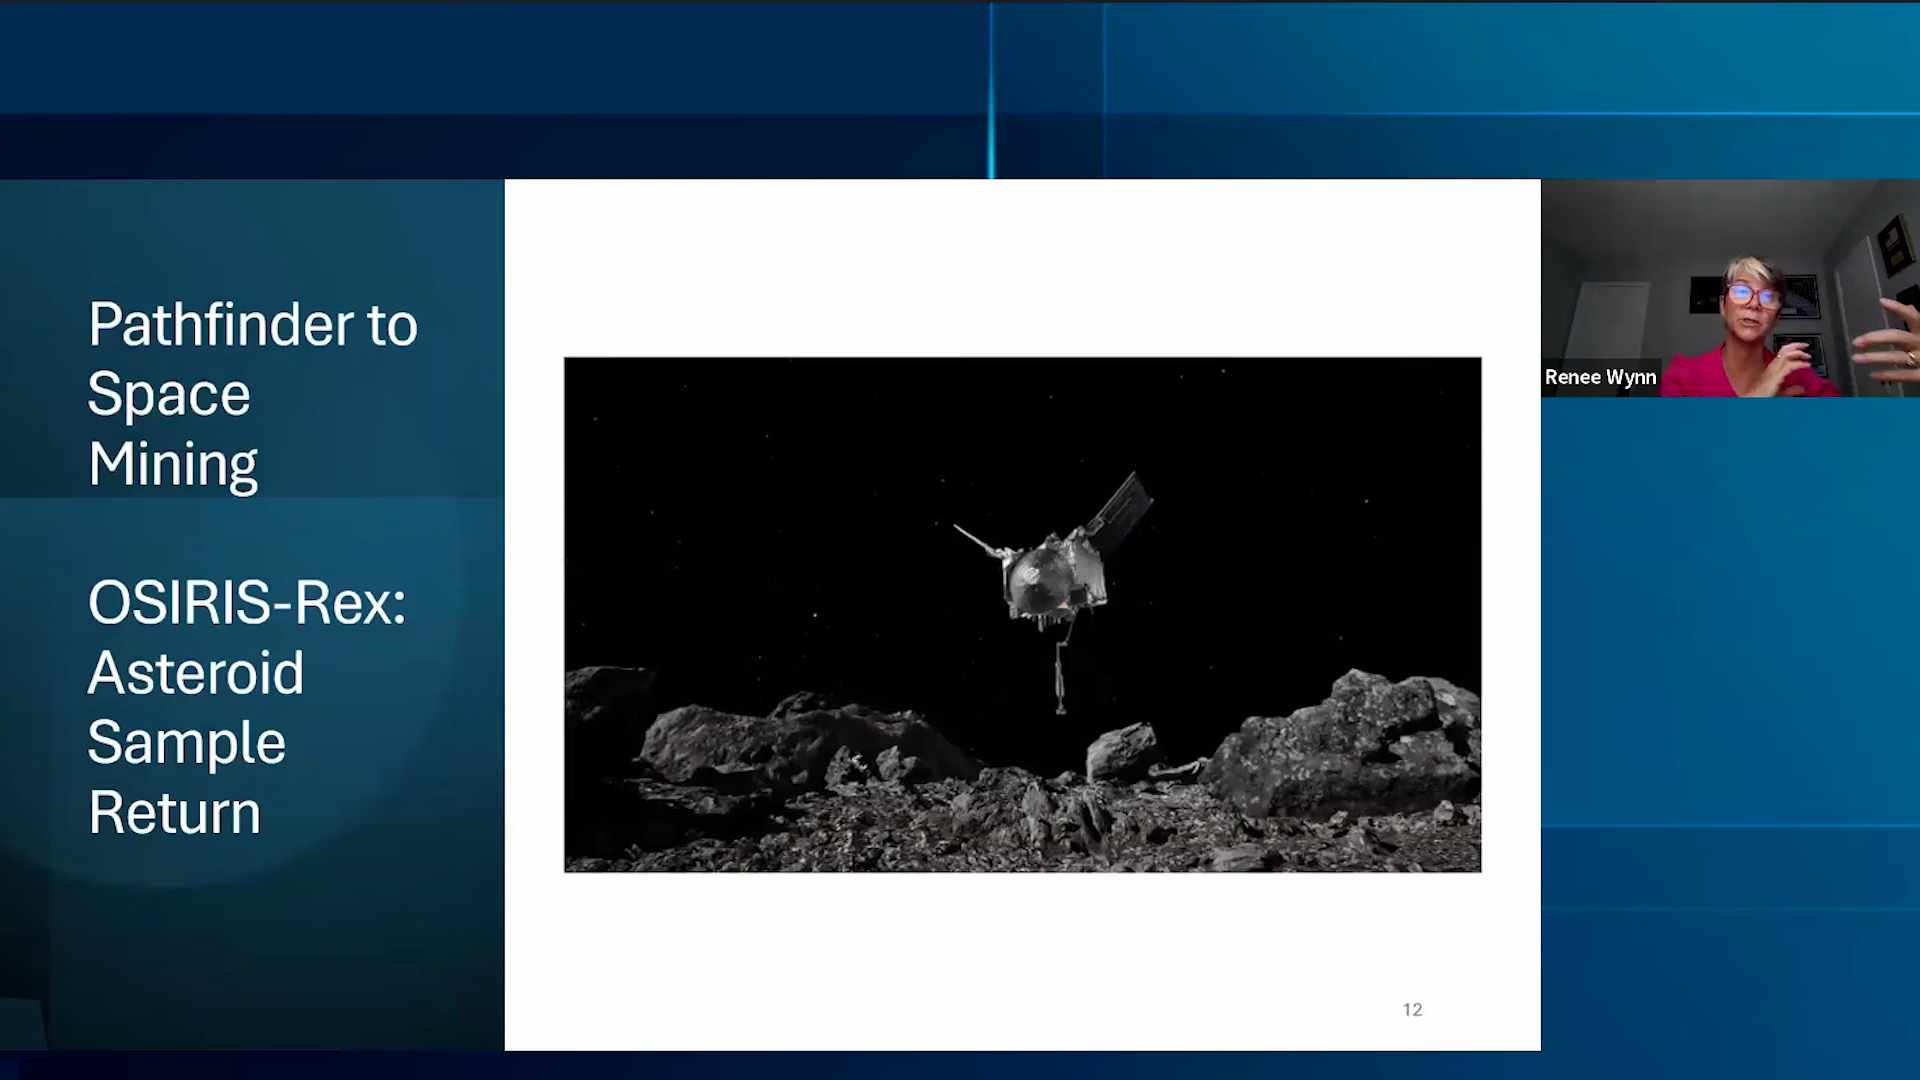 Pathfinder to
Space
Mining
OSIRIS-Rex:
Asteroid
Sample
Return
Renee Wynn
12